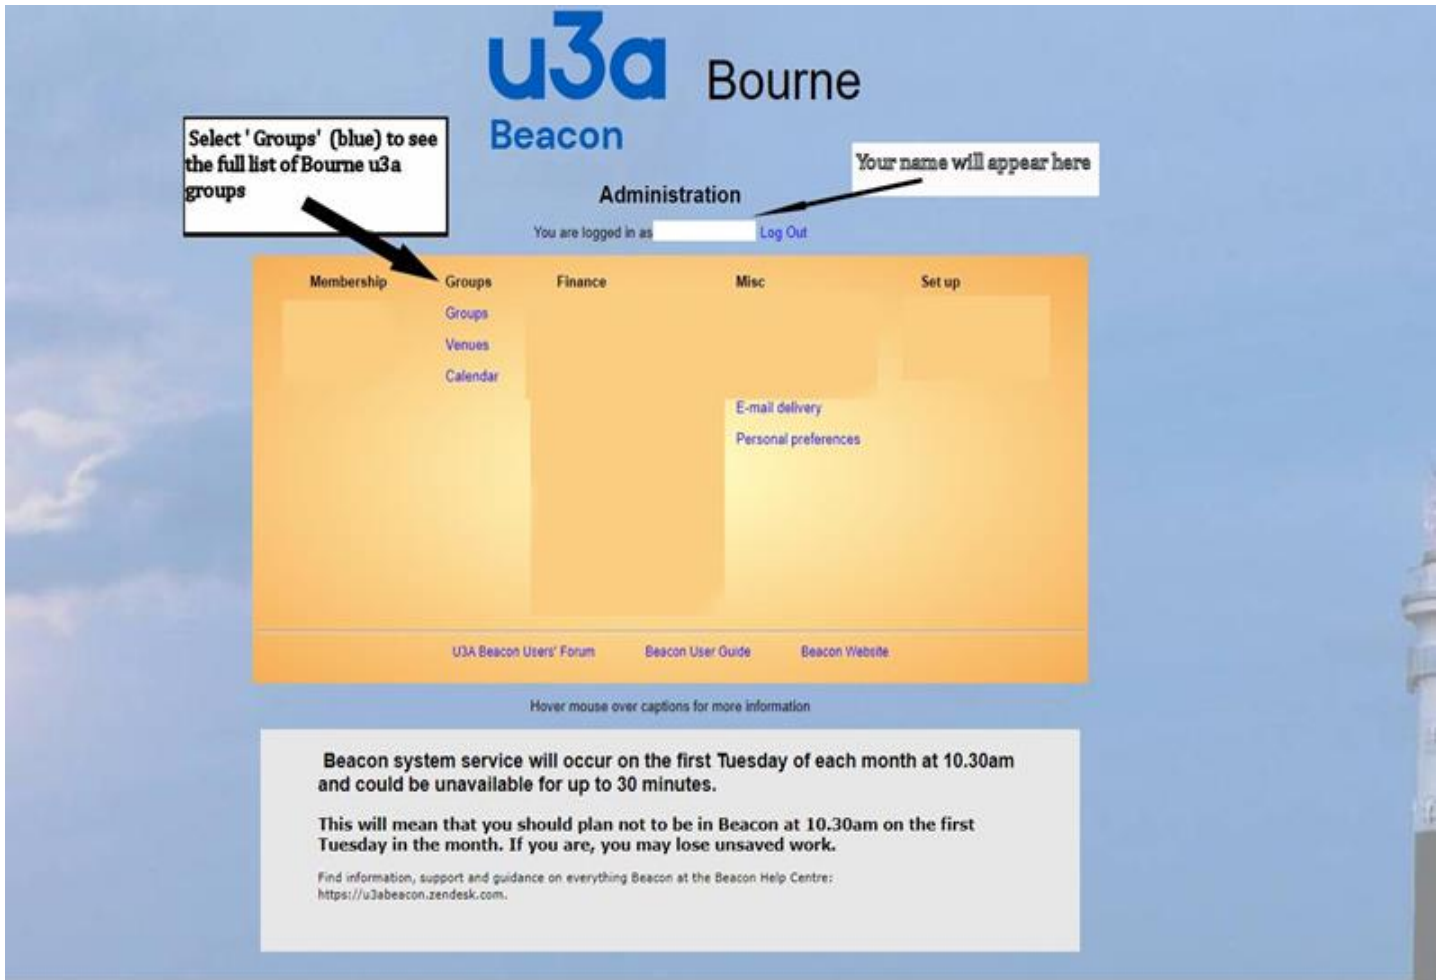 u3a Bourne
Beacon
Select ' Groups' (blue) to see
the full list of Bourne u3a
groups
Your name will appear here
Administration
You are logged in as Log Out
Membership Groups Finance Misc Set up
Groups
Venues
Calendar
E-mail delivery
Personal preferences
U3A Beacon Users' Forum Beacon User Guide Beacon Website
Hover mouse over captions for more information
Beacon system service will occur on the first Tuesday of each month at 10.30am
and could be unavailable for up to 30 minutes.
This will mean that you should plan not to be in Beacon at 10.30am on the first
Tuesday in the month. If you are, you may lose unsaved work.
Find information, support and guidance on everything Beacon at the Beacon Help Centre:
https://u3abeacon.zendesk.com.